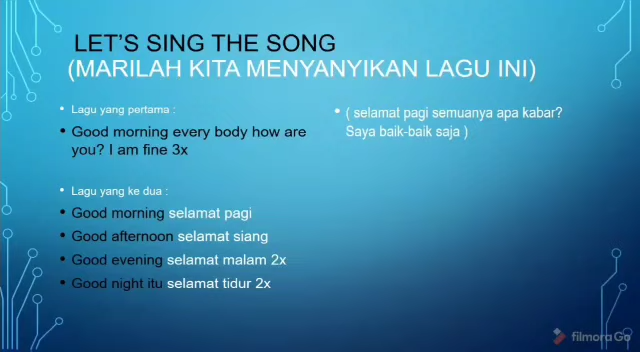 LET'S SING THE SONG
(MARILAH KITA MENYANYIKAN LAGU INI)
• Lagu yang pertama :
• Good morning every body how are
you? I am fine 3x
• Lagu yang ke dua :
• Good morning selamat pagi
• Good afternoon selamat siang
• Good evening selamat malam 2x
• Good night itu selamat tidur 2x
• ( selamat pagi semuanya apa kabar?
Saya baik-baik saja )
filmoraGo